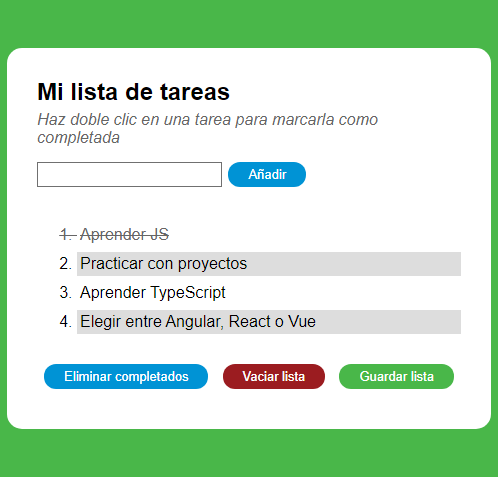 Mi lista de tareas
Haz doble clic en una tarea para marcarla como
completada
Añadir
1. Aprender JS
2. Practicar con proyectos
3. Aprender TypeScript
4. Elegir entre Angular, React o Vue
Eliminar completados Vaciar lista Guardar lista